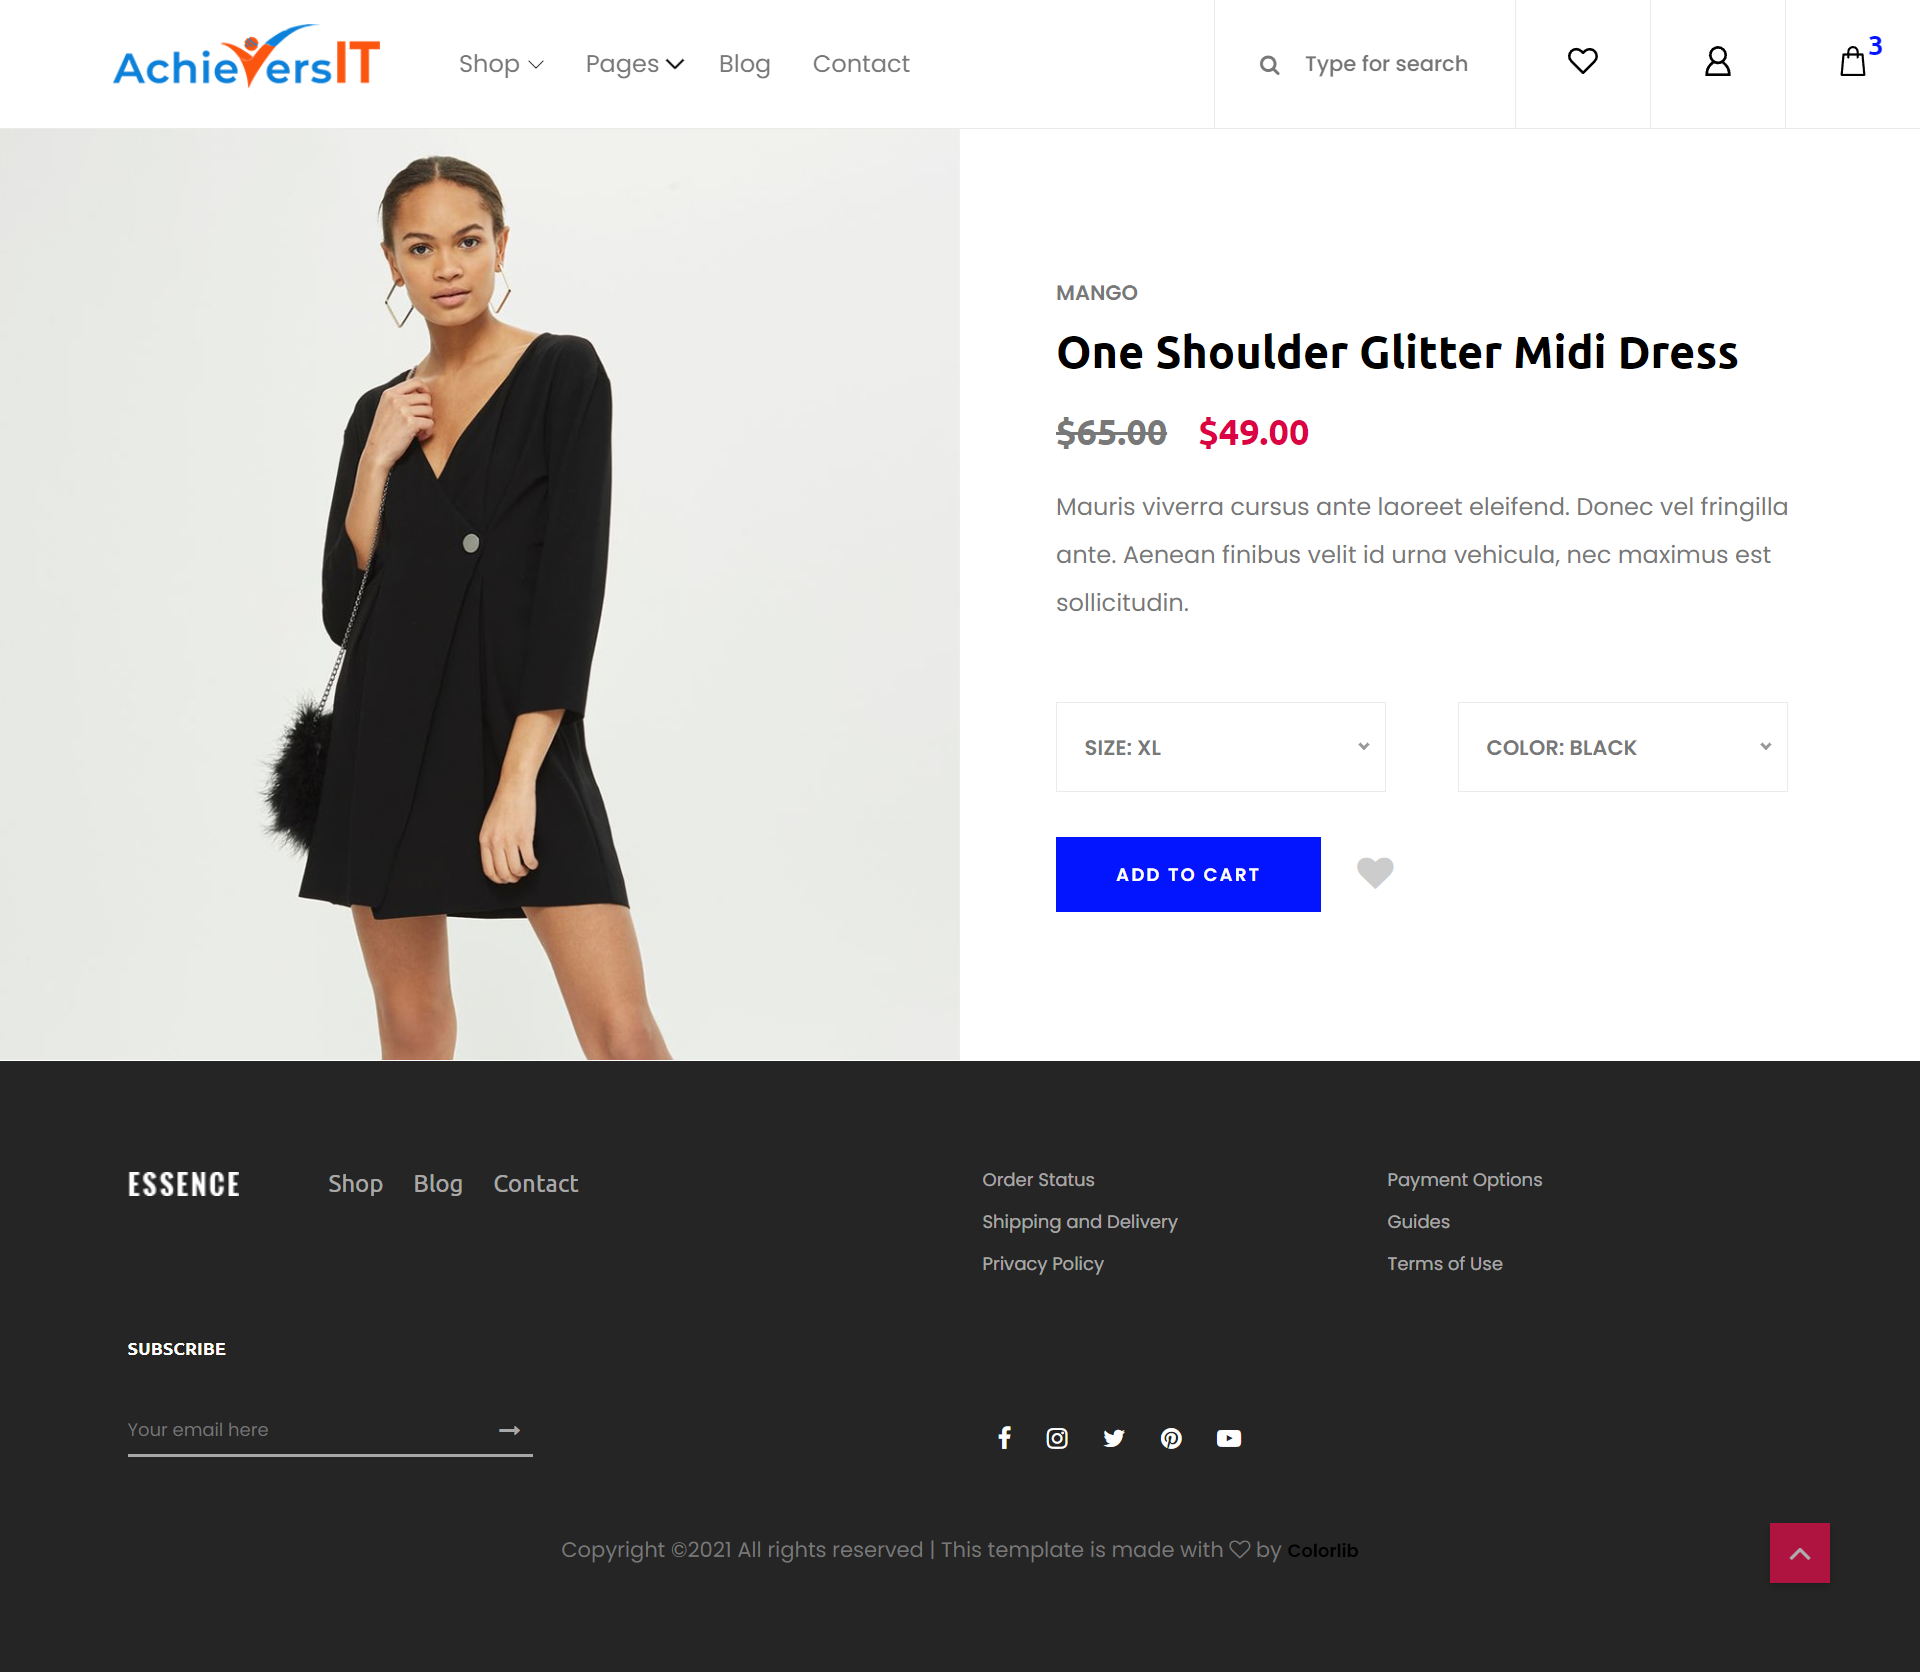 AchieversIT
Shop
Pages
Blog
Contact
Type for search
3
MANGO
One Shoulder Glitter Midi Dress
$65.00 $49.00
Mauris viverra cursus ante laoreet eleifend. Donec vel fringilla
ante. Aenean finibus velit id urna vehicula, nec maximus est
sollicitudin.
SIZE: XL
COLOR: BLACK
ADD TO CART
ESSENCE
Shop
Blog
Contact
Order Status
Shipping and Delivery
Privacy Policy
Payment Options
Guides
Terms of Use
SUBSCRIBE
Your email here
Copyright ©2021 All rights reserved | This template is made with ♡ by Colorlib